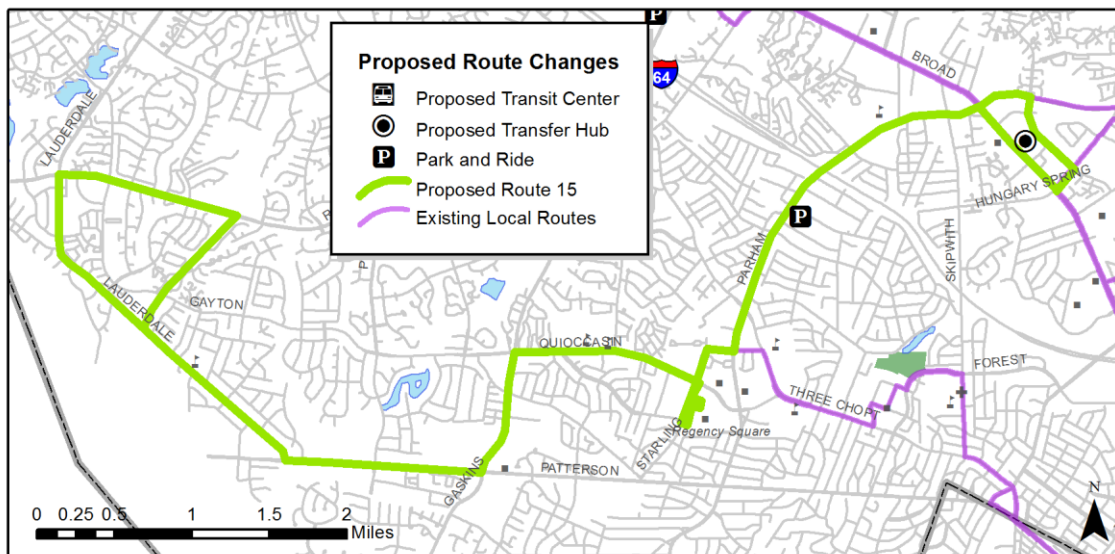 Proposed Route Changes
Proposed Transit Center
Proposed Transfer Hub
P Park and Ride
Proposed Route 15
Existing Local Routes
P
64
BROAD
LAUDERDALE
HUNGARY SPRING
P
SKIPWITH
PARHAM
P
LAUDERDALE
GAYTON
QUIOCCASIN
FOREST
THREE CHOPT
Regency Square
STARLING
PATTERSON
GASKINS
N
0 0.25 0.5 1 1.5 2
Miles